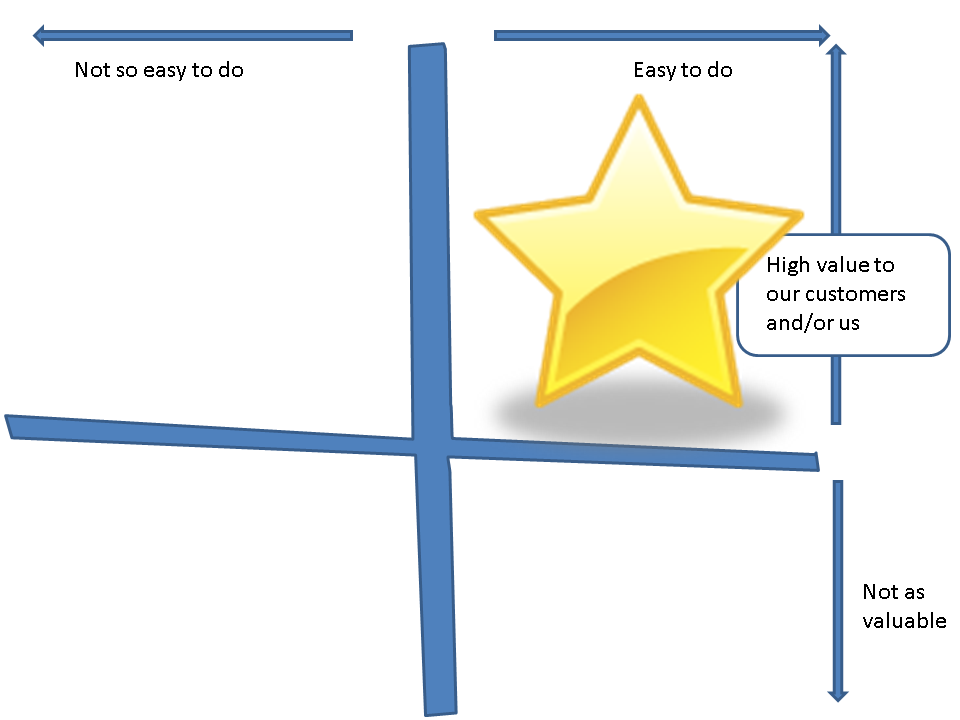 Not so easy to do
Easy to do
High value to
our customers
and/or us
Not as
valuable